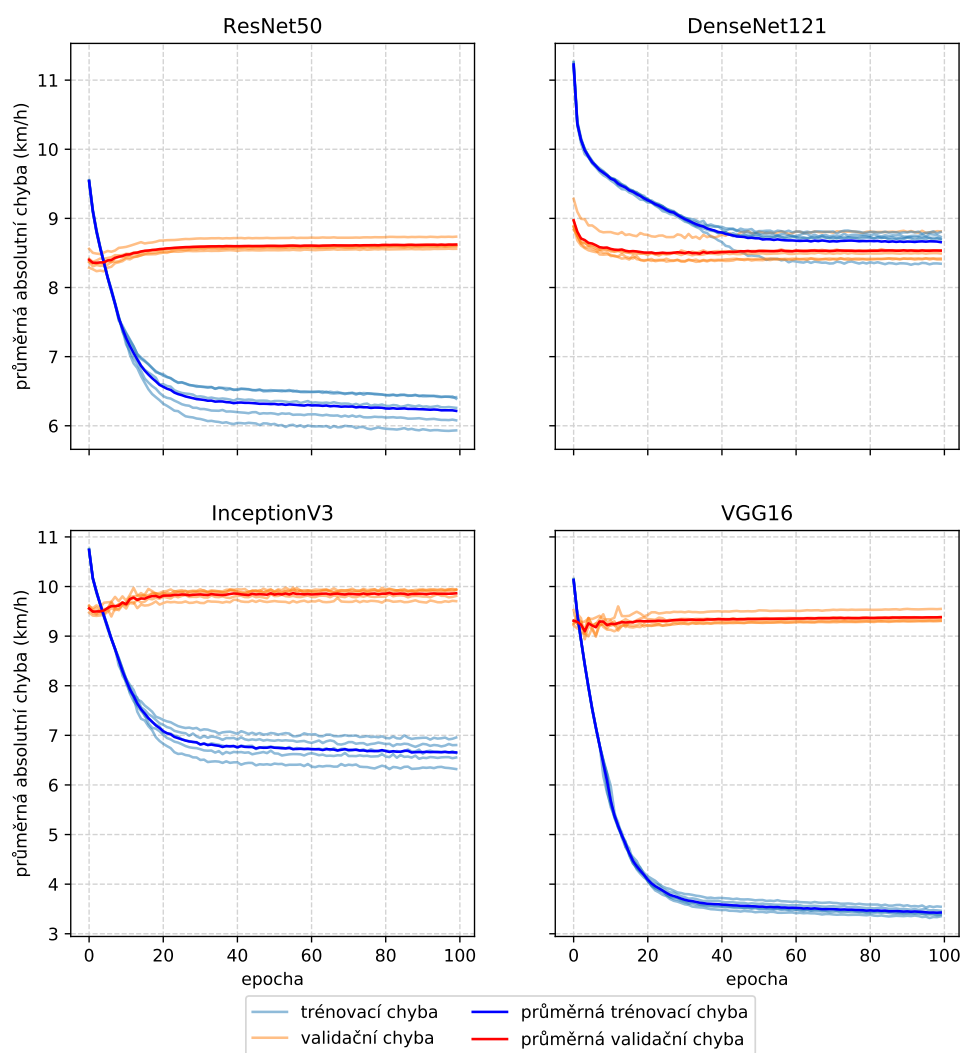 ResNet50
DenseNet121
průměrná absolutní chyba (km/h)
11
10
9
8
7
6
InceptionV3
VGG16
průměrná absolutní chyba (km/h)
11
10
9
8
7
6
5
4
3
0 20 40 60 80 100
0 20 40 60 80 100
epocha
epocha
trénovací chyba
validační chyba
průměrná trénovací chyba
průměrná validační chyba